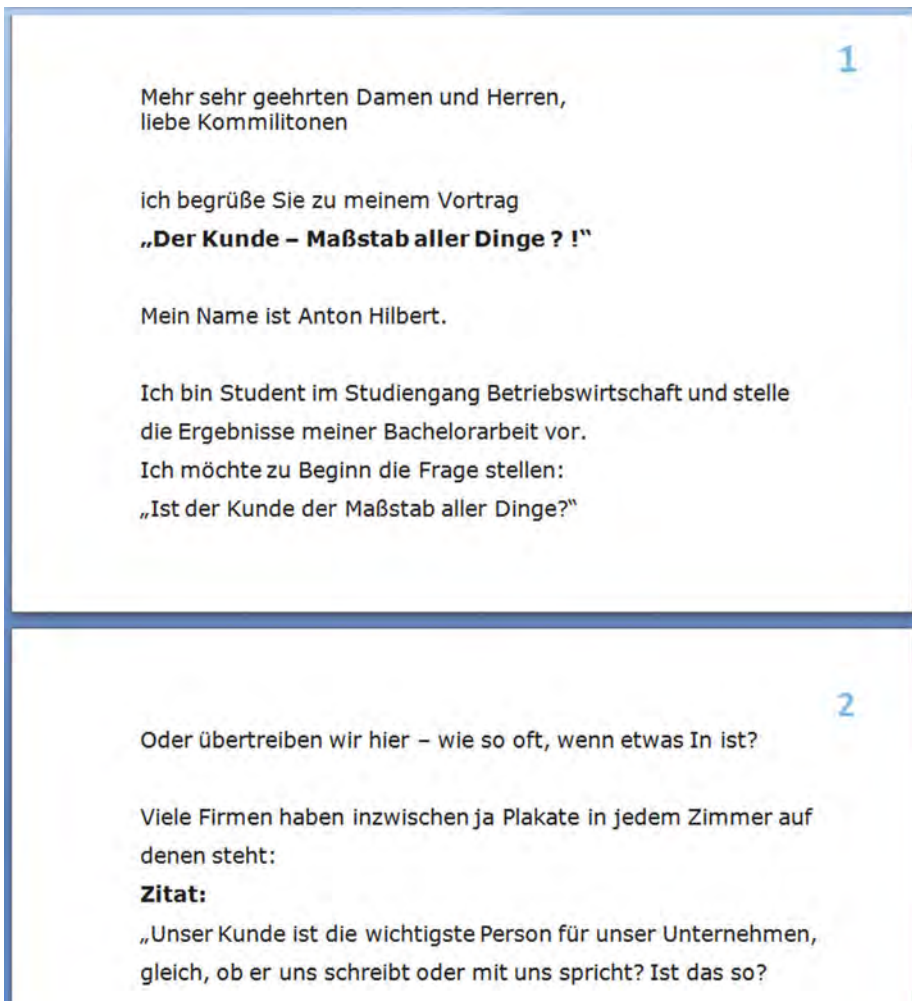 1
Mehr sehr geehrten Damen und Herren,
liebe Kommilitonen
ich begrüße Sie zu meinem Vortrag
„Der Kunde – Maßstab aller Dinge ? !“
Mein Name ist Anton Hilbert.
Ich bin Student im Studiengang Betriebswirtschaft und stelle
die Ergebnisse meiner Bachelorarbeit vor.
Ich möchte zu Beginn die Frage stellen:
„Ist der Kunde der Maßstab aller Dinge?“
2
Oder übertreiben wir hier – wie so oft, wenn etwas In ist?
Viele Firmen haben inzwischen ja Plakate in jedem Zimmer auf
denen steht:
Zitat:
„Unser Kunde ist die wichtigste Person für unser Unternehmen,
gleich, ob er uns schreibt oder mit uns spricht? Ist das so?